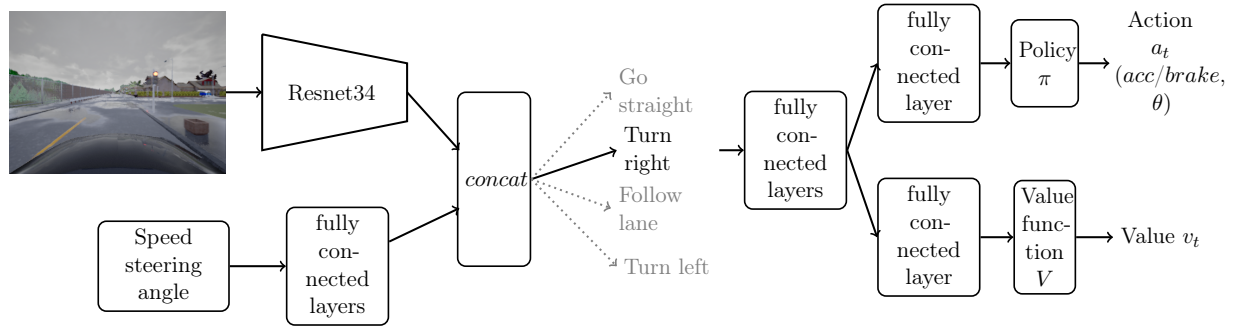 Resnet34
Speed
steering
angle
fully
con-
nected
layers
concat
Go
straight
Turn
right
Follow
lane
Turn left
fully
con-
nected
layers
fully
con-
nected
layer
Policy
π
Action
a_t
(acc/brake,
θ)
fully
con-
nected
layer
Value
func-
tion
V
Value v_t